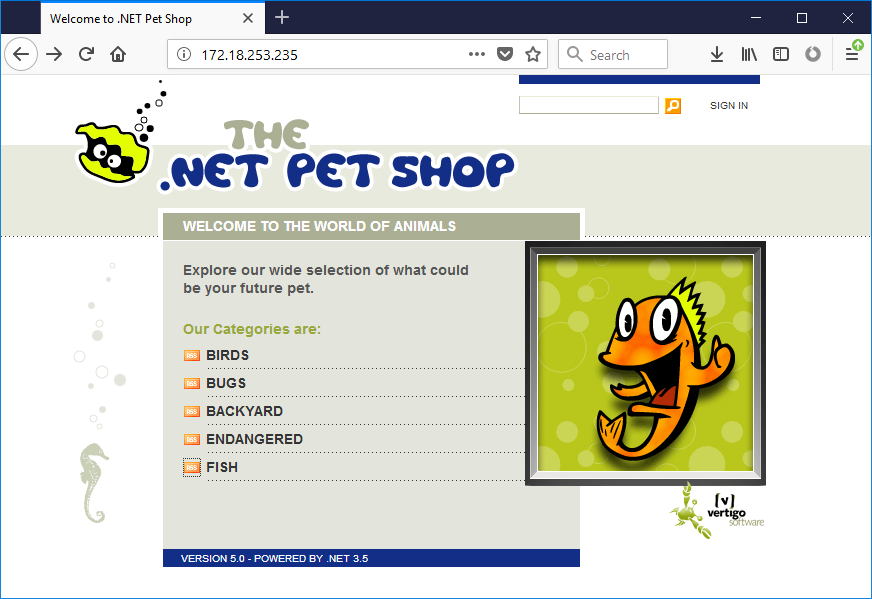 Welcome to .NET Pet Shop
172.18.253.235
Search
SIGN IN
THE
.NET PET SHOP
WELCOME TO THE WORLD OF ANIMALS
Explore our wide selection of what could
be your future pet.
Our Categories are:
RSS BIRDS
RSS BUGS
RSS BACKYARD
RSS ENDANGERED
RSS FISH
[v]
vertigo
software
VERSION 5.0 - POWERED BY .NET 3.5